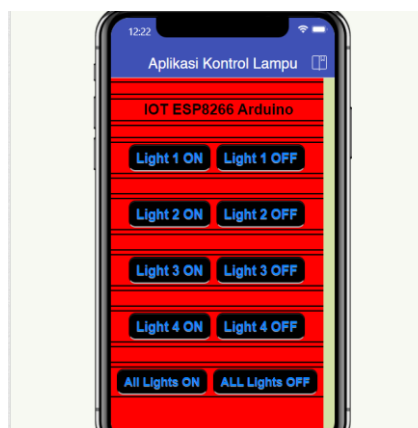 12:22
Aplikasi Kontrol Lampu
IOT ESP8266 Arduino
Light 1 ON Light 1 OFF
Light 2 ON Light 2 OFF
Light 3 ON Light 3 OFF
Light 4 ON Light 4 OFF
All Lights ON ALL Lights OFF